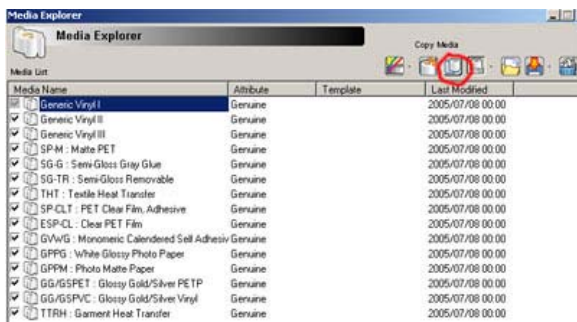 Media Explorer
Media Explorer
Copy Media
Media List
Media Name Attribute Template Last Modified
Generic Vinyl I Genuine 2005/07/08 00:00
Generic Vinyl II Genuine 2005/07/08 00:00
Generic Vinyl III Genuine 2005/07/08 00:00
SP-M : Matte PET Genuine 2005/07/08 00:00
SG-G : Semi-Gloss Gray Glue Genuine 2005/07/08 00:00
SG-TR : Semi-Gloss Removable Genuine 2005/07/08 00:00
THT : Textile Heat Transfer Genuine 2005/07/08 00:00
SP-CLT : PET Clear Film, Adhesive Genuine 2005/07/08 00:00
ESP-CL : Clear PET Film Genuine 2005/07/08 00:00
GVWG : Monomeric Calendered Self Adhesiv Genuine 2005/07/08 00:00
GPPG : White Glossy Photo Paper Genuine 2005/07/08 00:00
GPPM : Photo Matte Paper Genuine 2005/07/08 00:00
GG/GSPET : Glossy Gold/Silver PETP Genuine 2005/07/08 00:00
GG/GSPVC : Glossy Gold/Silver Vinyl Genuine 2005/07/08 00:00
TTRH : Garment Heat Transfer Genuine 2005/07/08 00:00